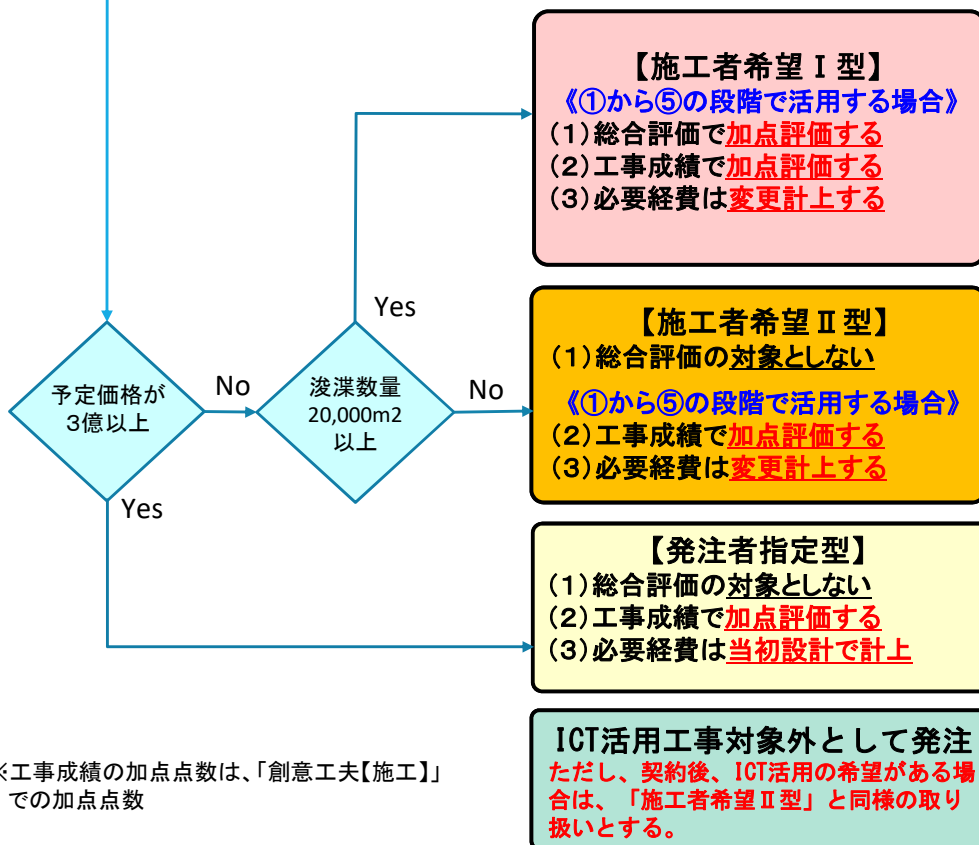 【施工者希望Ⅰ型】
《①から⑤の段階で活用する場合》
(1)総合評価で加点評価する
(2)工事成績で加点評価する
(3)必要経費は変更計上する
Yes
【施工者希望Ⅱ型】
(1)総合評価の対象としない
《①から⑤の段階で活用する場合》
(2)工事成績で加点評価する
(3)必要経費は変更計上する
予定価格が
3億以上
No
浚渫数量
20,000m2
以上
No
Yes
【発注者指定型】
(1)総合評価の対象としない
(2)工事成績で加点評価する
(3)必要経費は当初設計で計上
ICT活用工事対象外として発注
ただし、契約後、ICT活用の希望がある場
合は、「施工者希望Ⅱ型」と同様の取り
扱いとする。
※工事成績の加点点数は、「創意工夫【施工】」
での加点点数